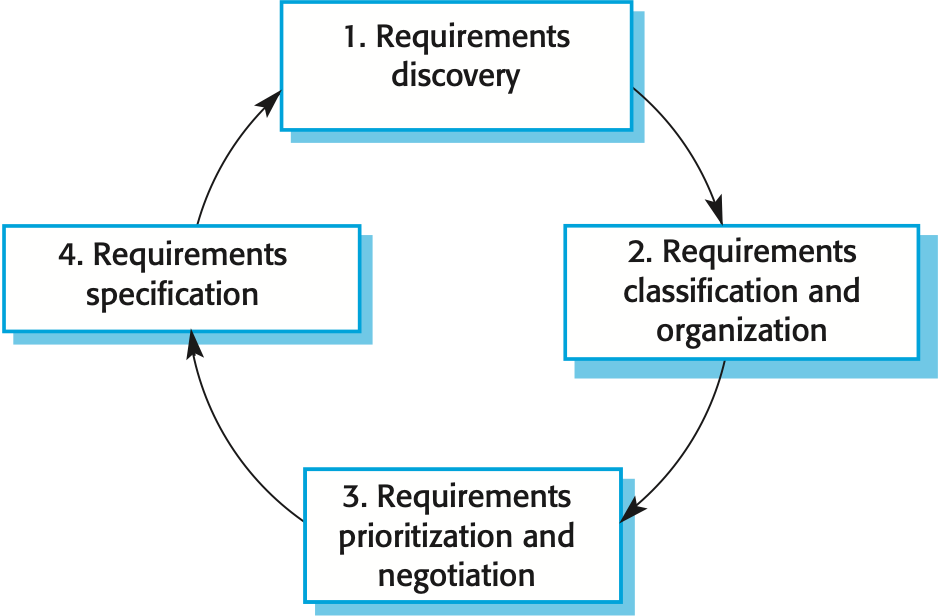 1. Requirements
discovery
2. Requirements
classification and
organization
3. Requirements
prioritization and
negotiation
4. Requirements
specification